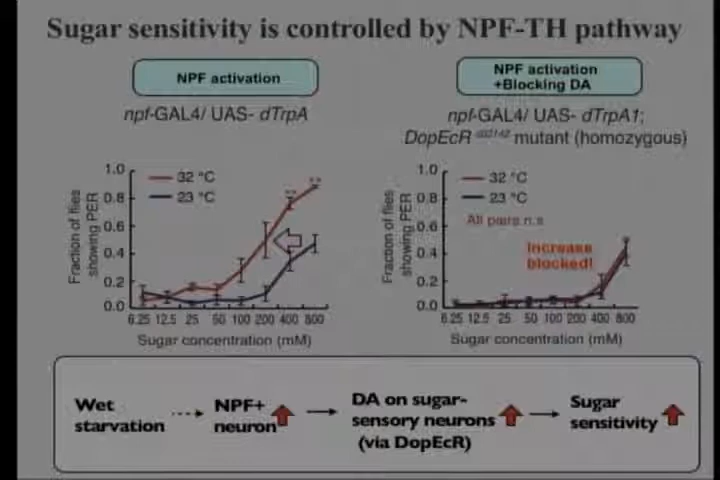 Sugar sensitivity is controlled by NPF-TH pathway
NPF activation
npf-GAL4/ UAS- dTrpA
Fraction of flies
showing PER
1.0
0.8
0.6
0.4
0.2
0.0
32 °C
23 °C
**
**
6.25 12.5 25 50 100 200 400 800
Sugar concentration (mM)
NPF activation
+Blocking DA
npf-GAL4/ UAS- dTrpA1;
DopEcR mutant (homozygous)
Fraction of flies
showing PER
1.0
0.8
0.6
0.4
0.2
0.0
32 °C
23 °C
All pairs n.s
Increase
blocked!
6.25 12.5 25 50 100 200 400 800
Sugar concentration (mM)
Wet
starvation
NPF+
neuron
DA on sugar-
sensory neurons
(via DopEcR)
Sugar
sensitivity